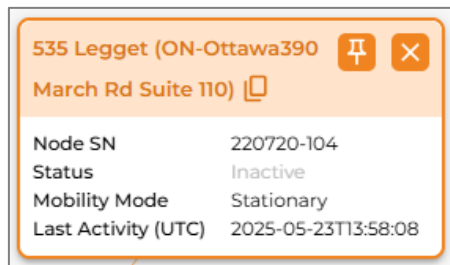 535 Legget (ON-Ottawa390
March Rd Suite 110)
Node SN 220720-104
Status Inactive
Mobility Mode Stationary
Last Activity (UTC) 2025-05-23T13:58:08